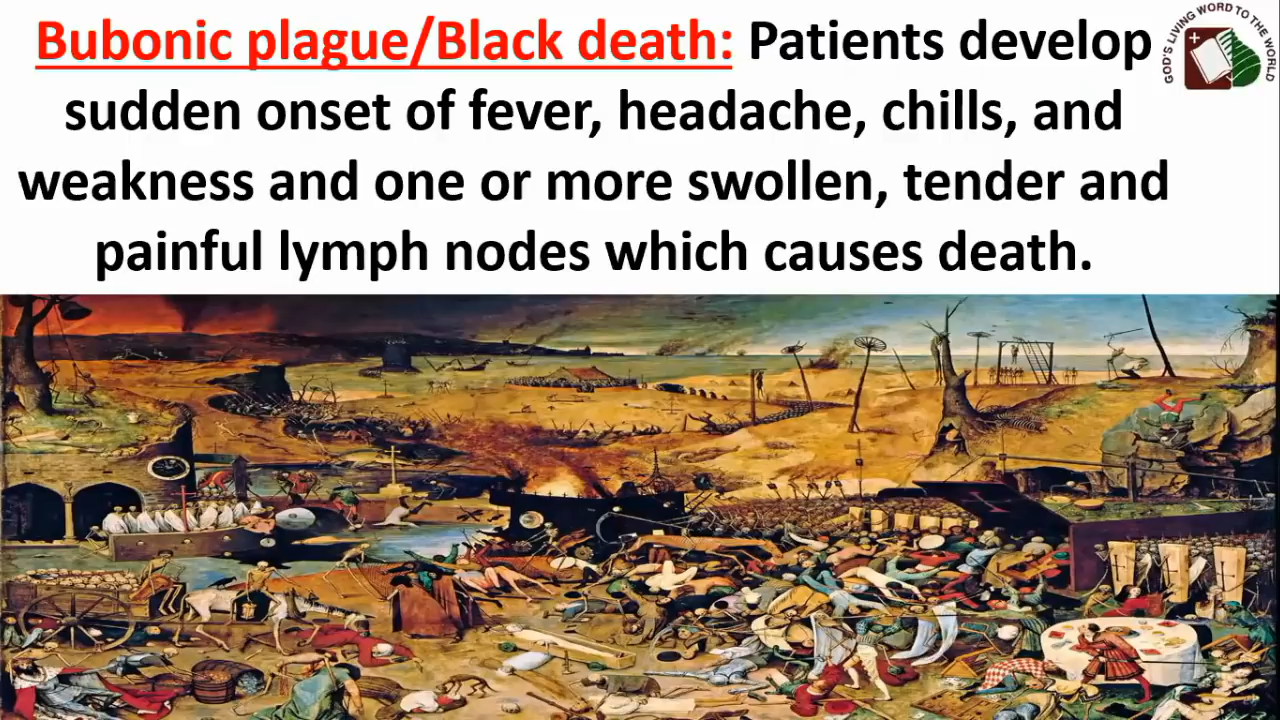 Bubonic plague/Black death: Patients develop
sudden onset of fever, headache, chills, and
weakness and one or more swollen, tender and
painful lymph nodes which causes death.
GOD'S LIVING WORD TO THE WORLD